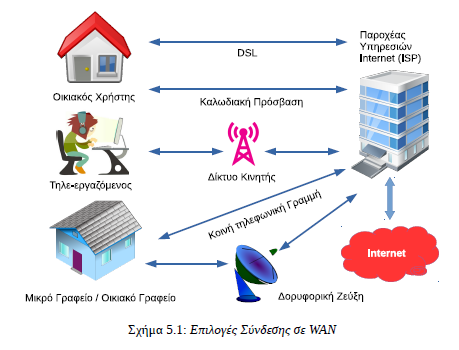 Παροχέας
Υπηρεσιών
Internet (ISP)
DSL
Οικιακός Χρήστης
Καλωδιακή Πρόσβαση
Τηλε-εργαζόμενος
Δίκτυο Κινητής
Κοινή τηλεφωνική Γραμμή
Internet
Μικρό Γραφείο / Οικιακό Γραφείο
Δορυφορική Ζεύξη
Σχήμα 5.1: Επιλογές Σύνδεσης σε WAN